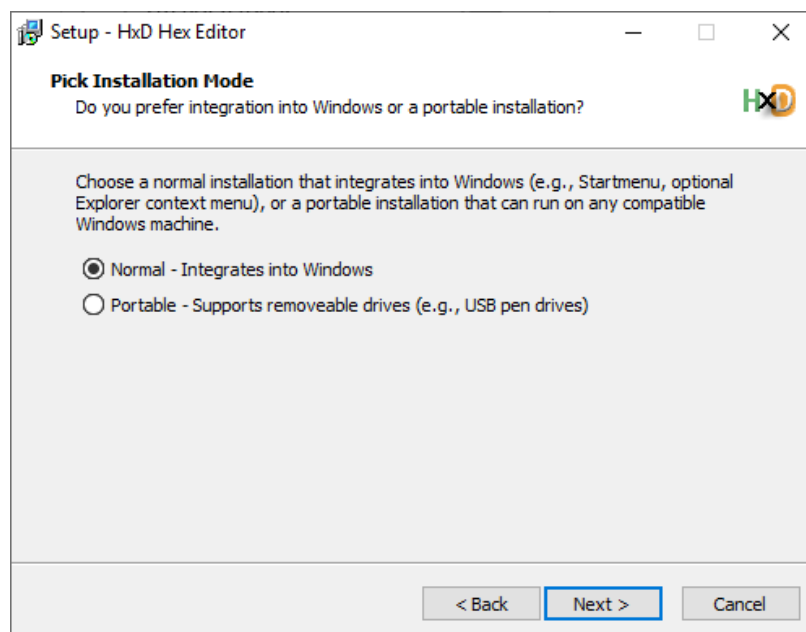 Setup - HxD Hex Editor
Pick Installation Mode
Do you prefer integration into Windows or a portable installation?
HxD
Choose a normal installation that integrates into Windows (e.g., Startmenu, optional
Explorer context menu), or a portable installation that can run on any compatible
Windows machine.
Normal - Integrates into Windows
Portable - Supports removeable drives (e.g., USB pen drives)
< Back
Next >
Cancel